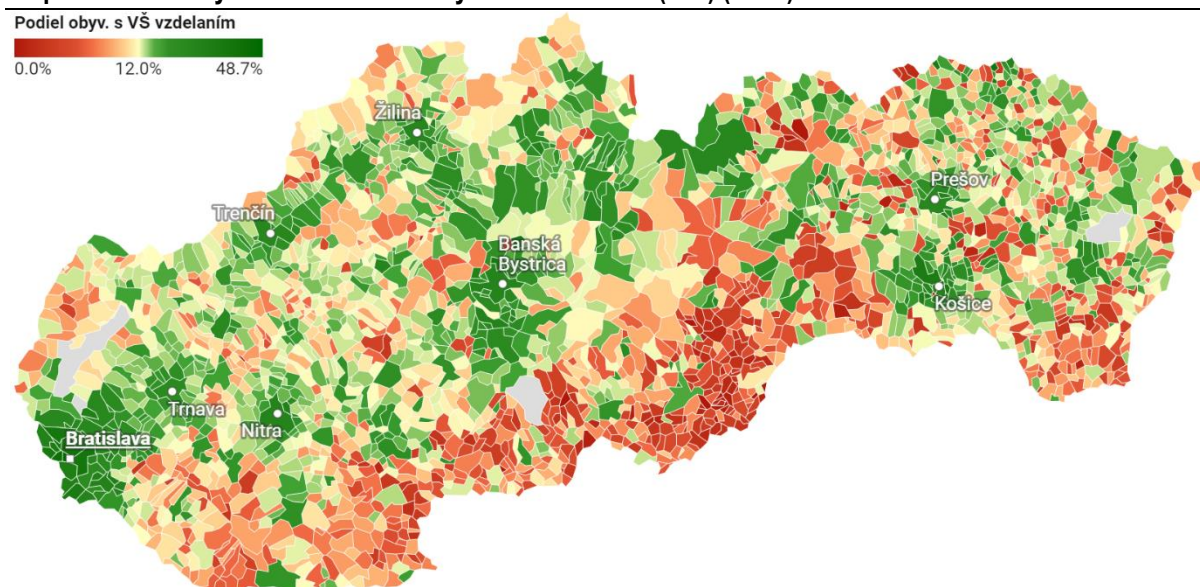 Podiel obyv. s VŠ vzdelaním
0.0% 12.0% 48.7%
Žilina
Prešov
Trenčín
Banská
Bystrica
Košice
Trnava
Nitra
Bratislava